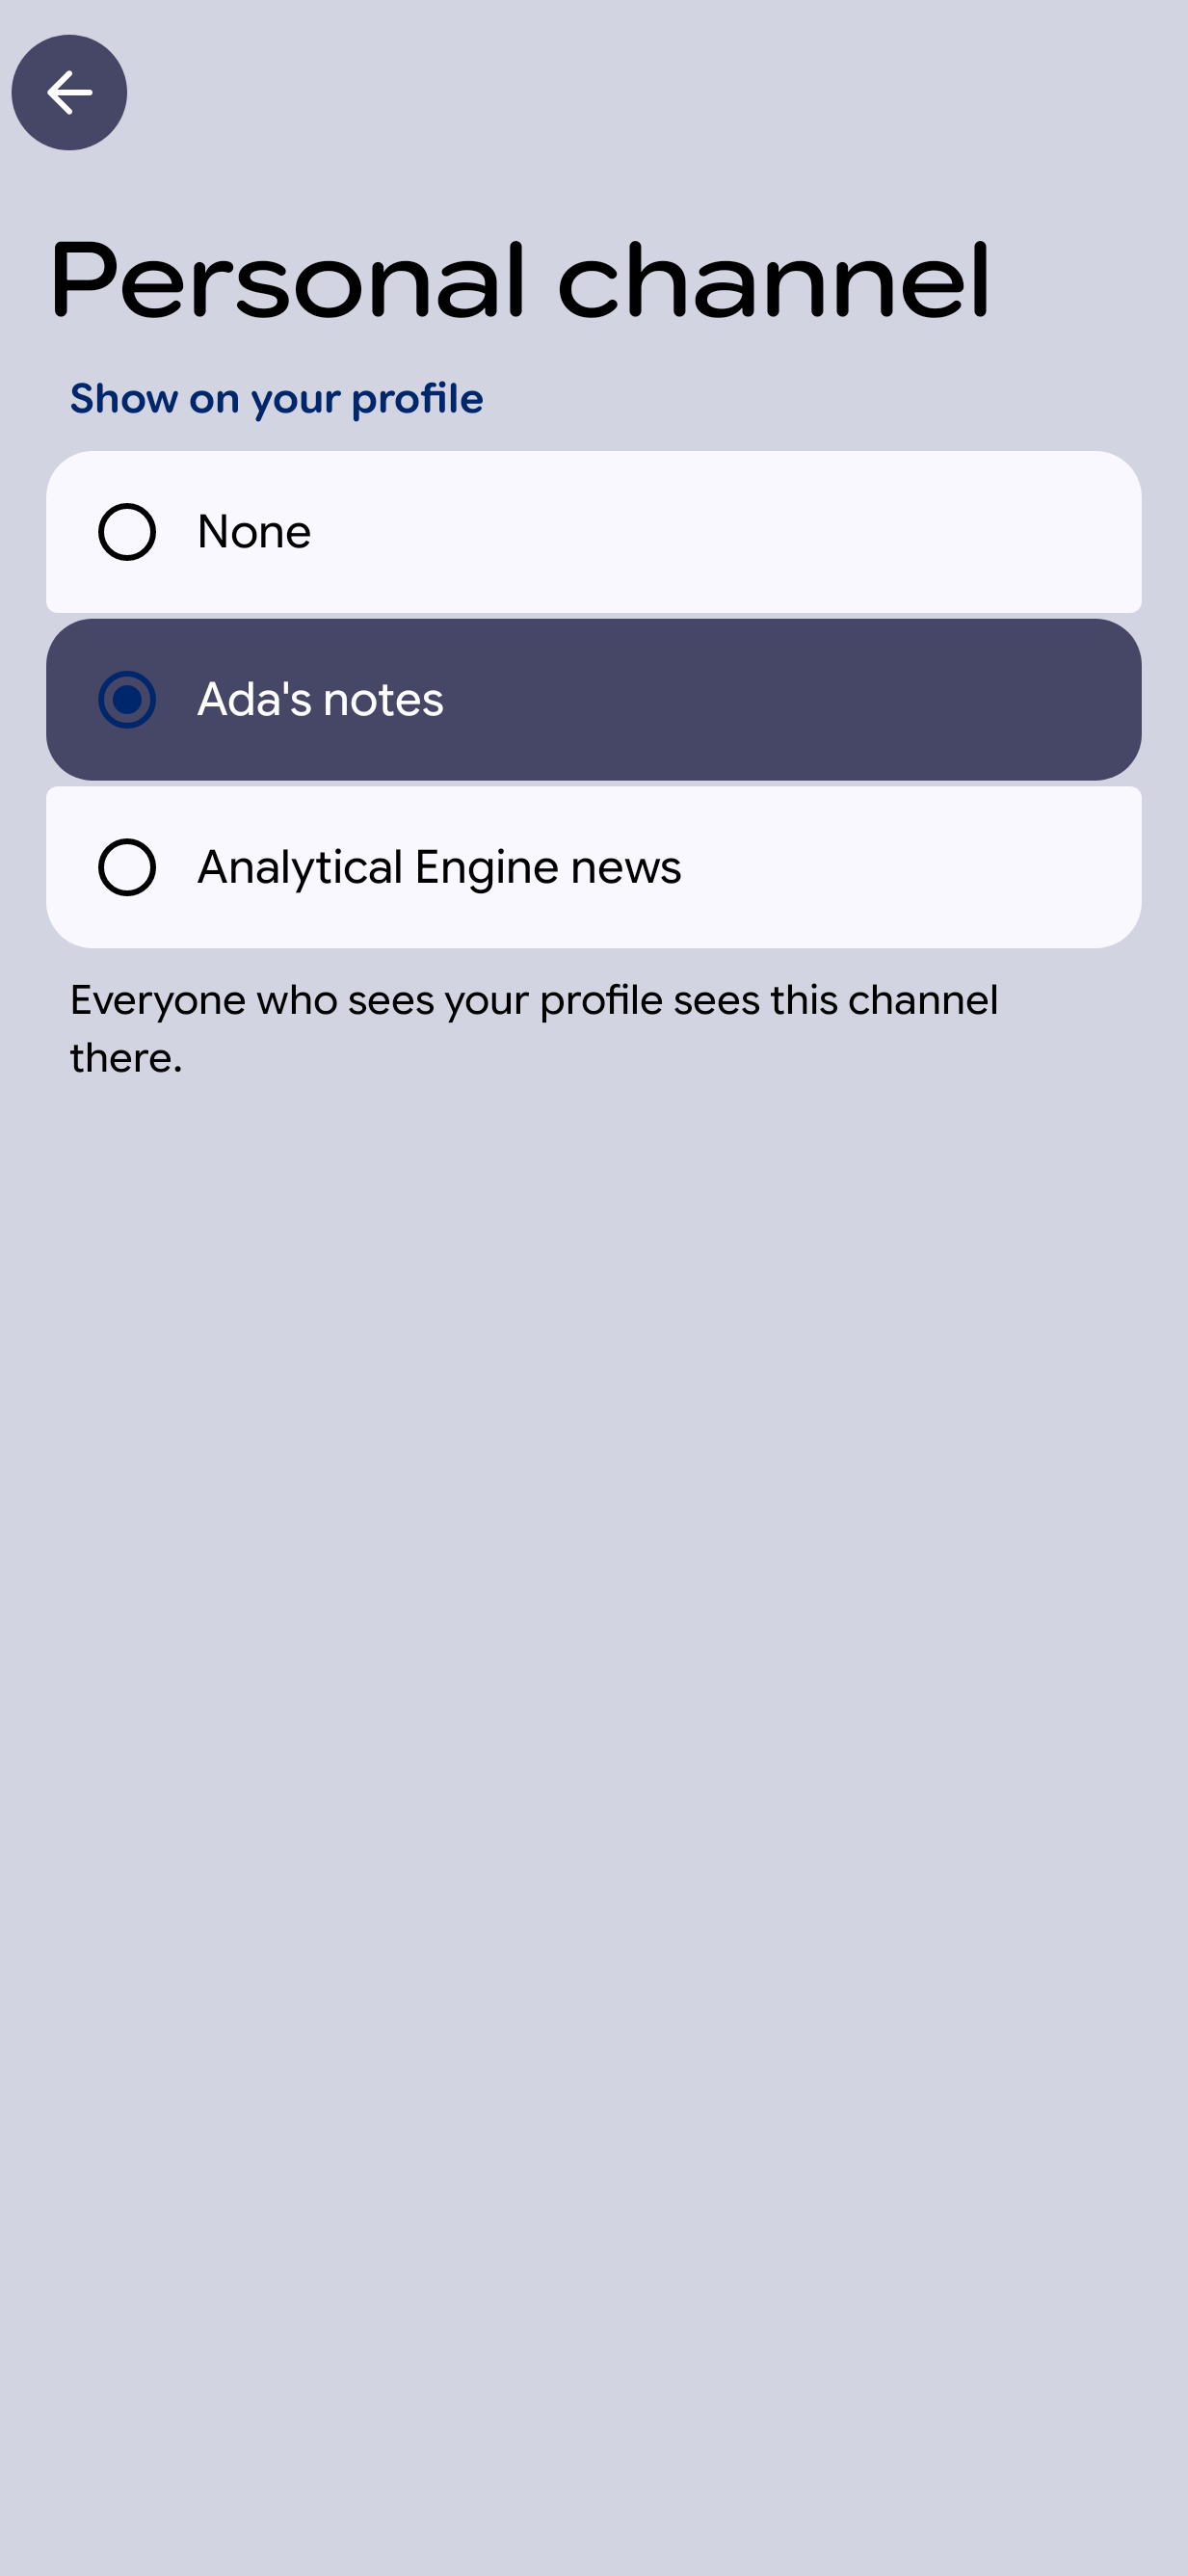 Personal channel
Show on your profile
None
Ada's notes
Analytical Engine news
Everyone who sees your profile sees this channel
there.